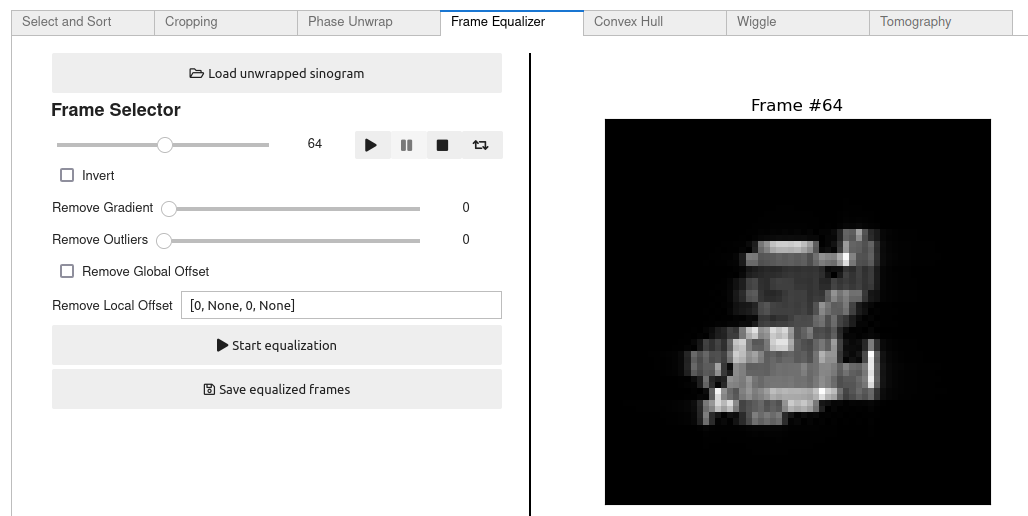 Select and Sort Cropping Phase Unwrap Frame Equalizer Convex Hull Wiggle Tomography
Load unwrapped sinogram
Frame Selector
64
Invert
Remove Gradient 0
Remove Outliers 0
Remove Global Offset
Remove Local Offset [0, None, 0, None]
Start equalization
Save equalized frames
Frame #64